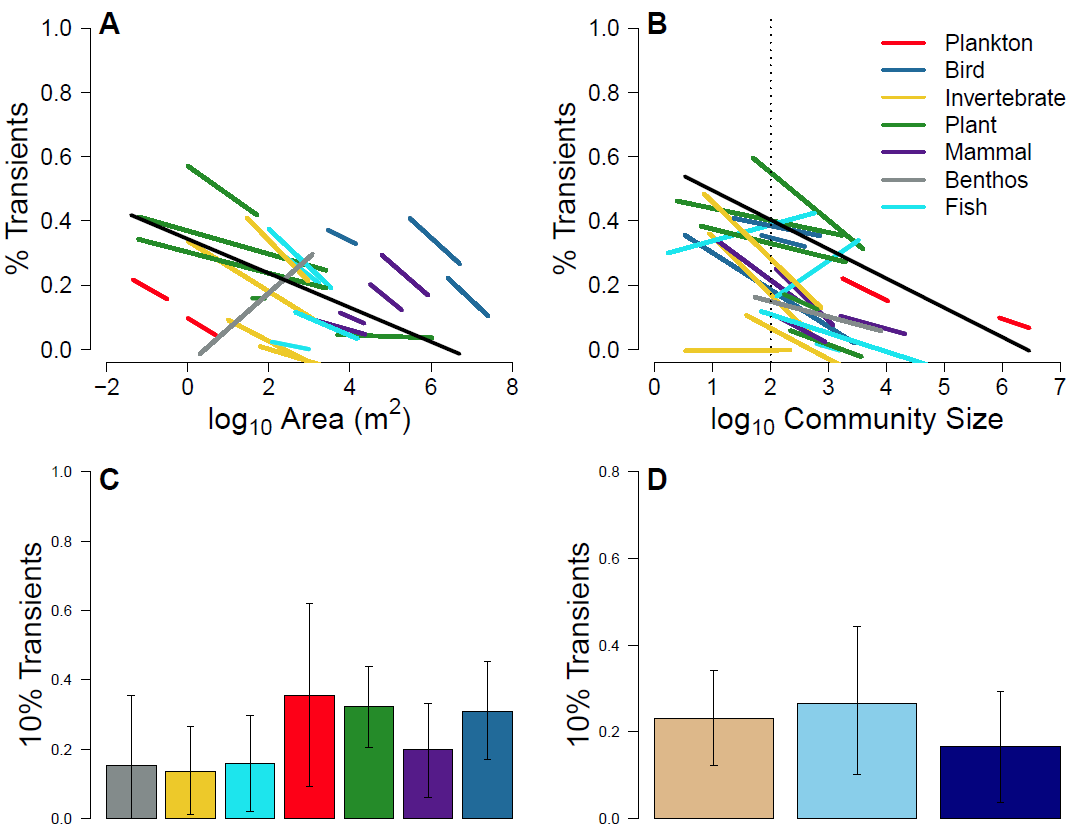 A
1.0
0.8
0.6
0.4
0.2
0.0
% Transients
−2 0 2 4 6 8
log10 Area (m2)
B
1.0
0.8
0.6
0.4
0.2
0.0
% Transients
Plankton
Bird
Invertebrate
Plant
Mammal
Benthos
Fish
0 1 2 3 4 5 6 7
log10 Community Size
C
1.0
0.8
0.6
0.4
0.2
0.0
10% Transients
D
0.8
0.6
0.4
0.2
0.0
10% Transients